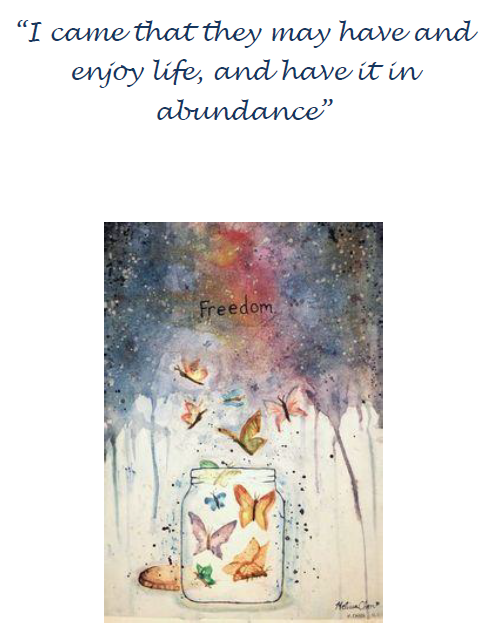 “I came that they may have and
enjoy life, and have it in
abundance”
Freedom